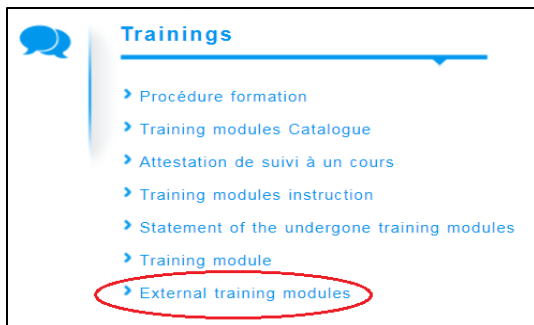 Trainings
Procédure formation
Training modules Catalogue
Attestation de suivi à un cours
Training modules instruction
Statement of the undergone training modules
Training module
External training modules